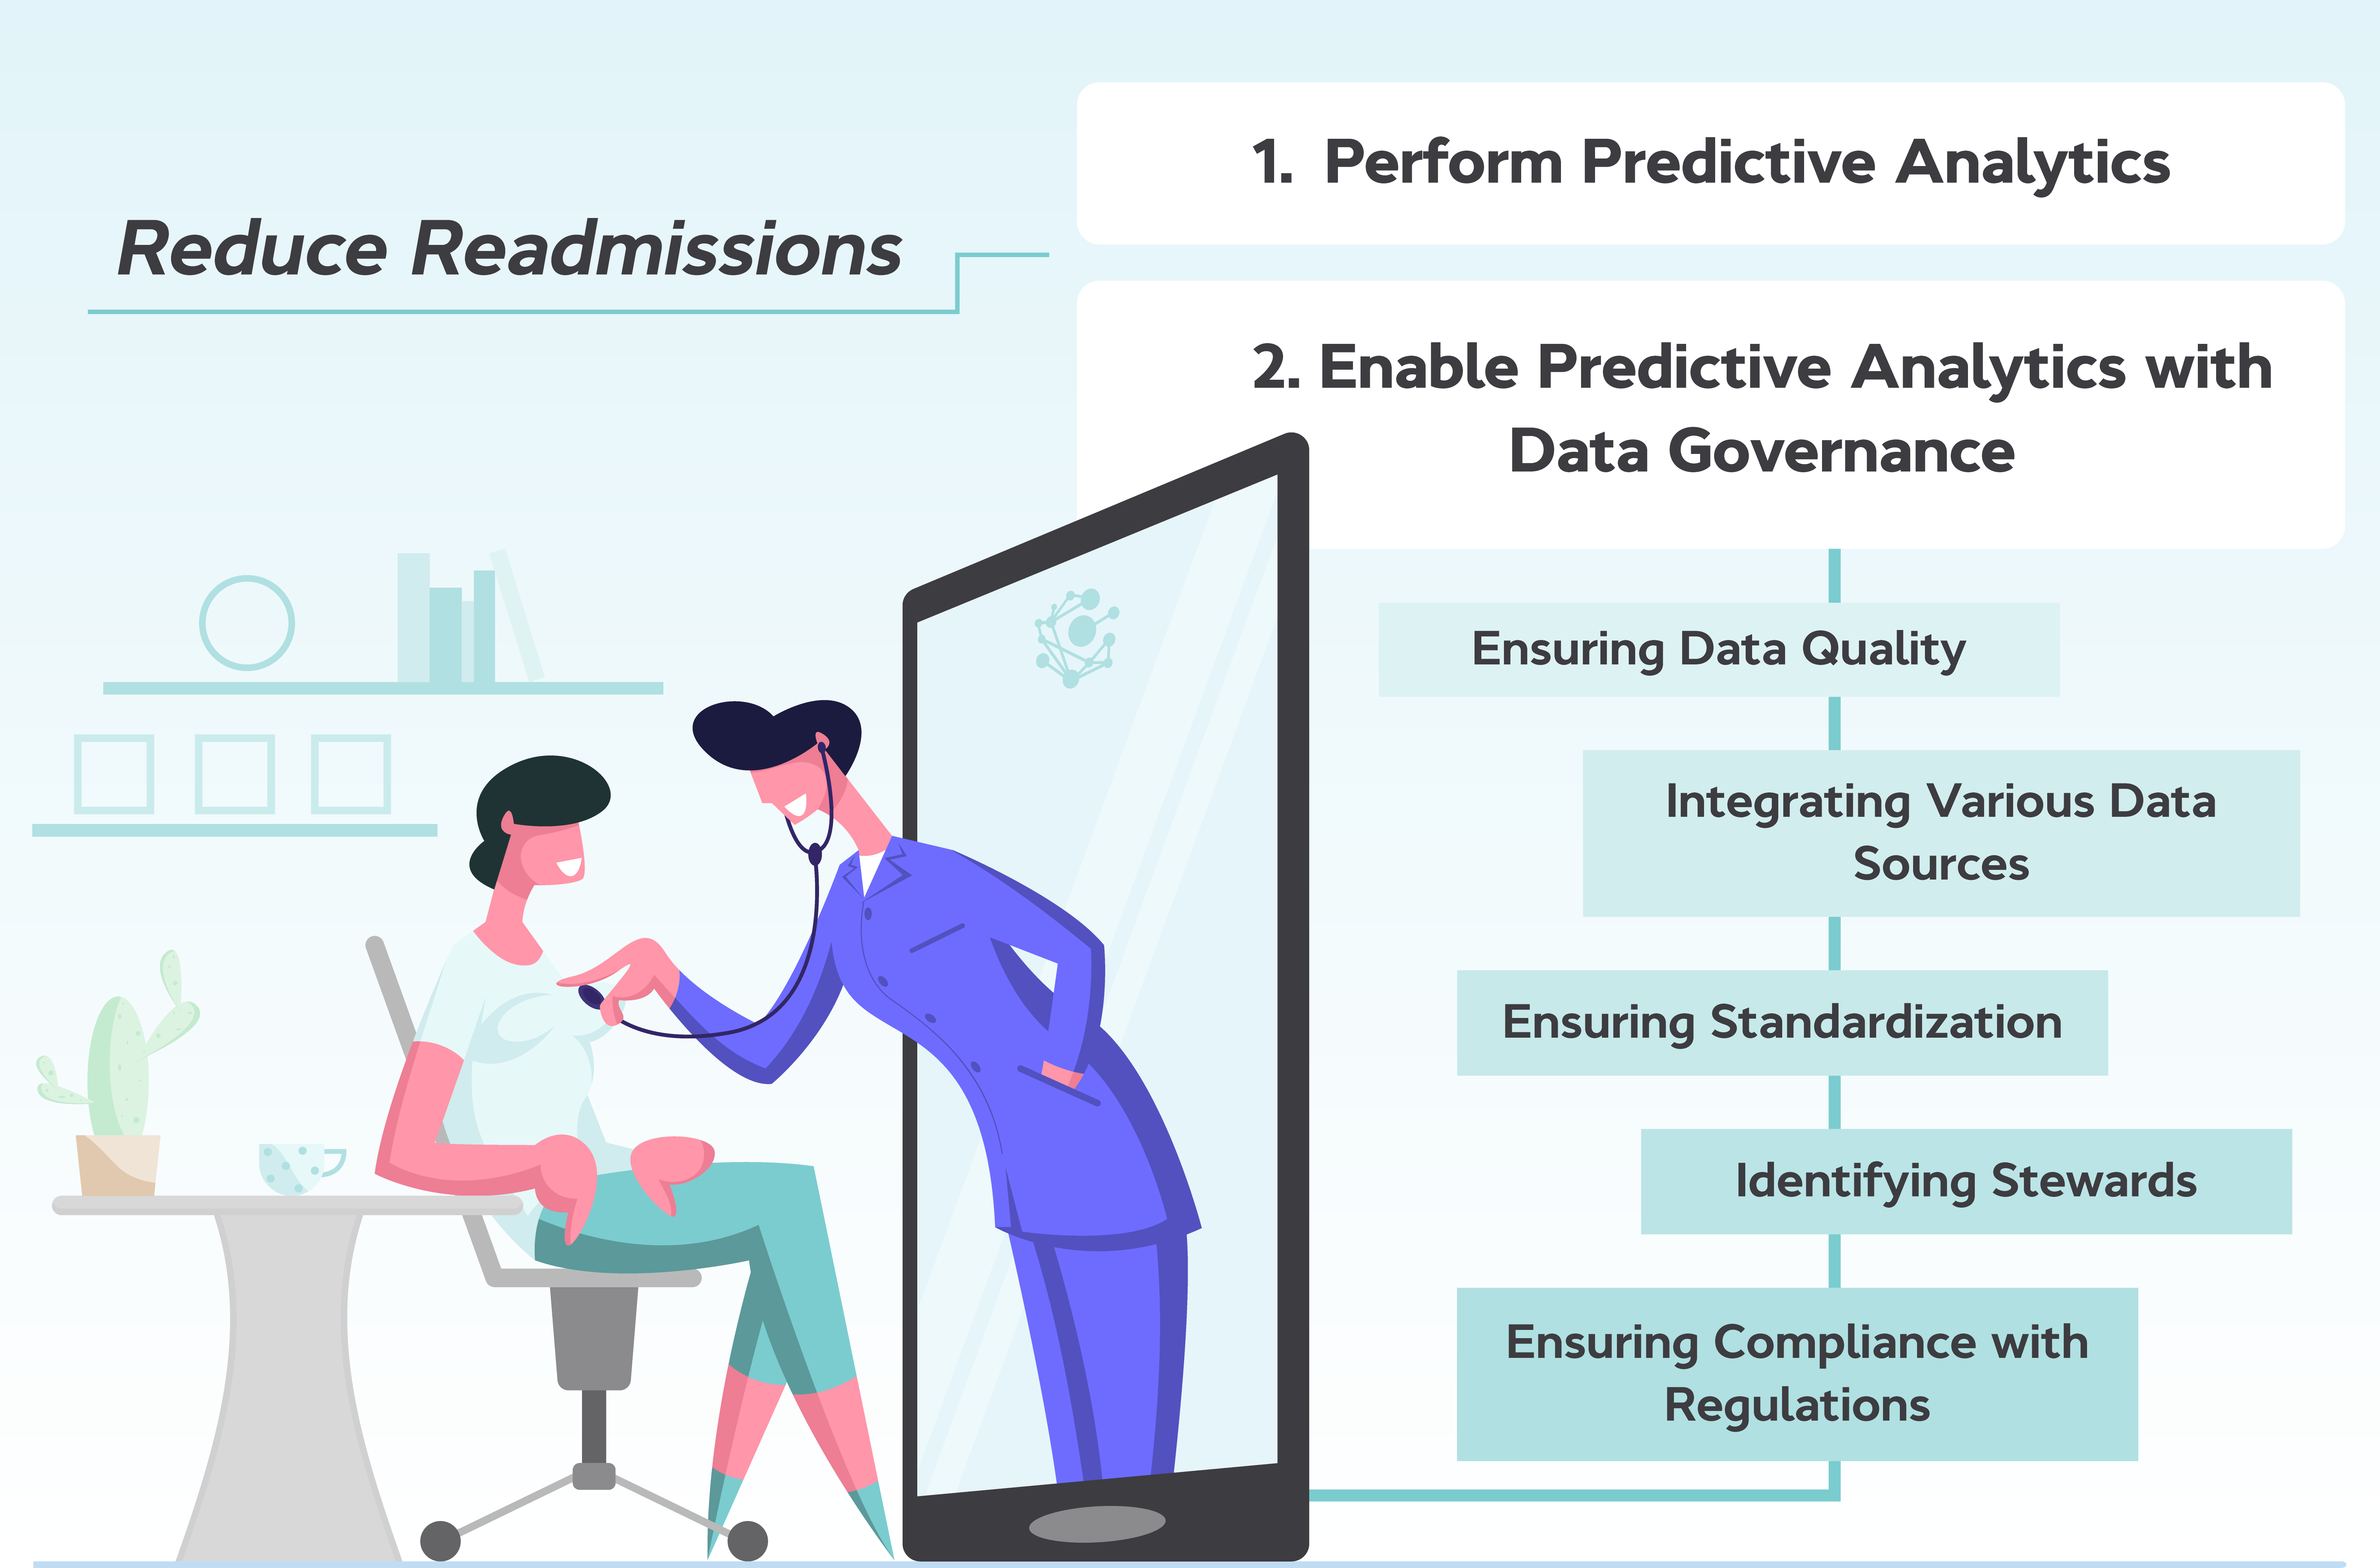 Reduce Readmissions
1. Perform Predictive Analytics
2. Enable Predictive Analytics with
Data Governance
Ensuring Data Quality
Integrating Various Data
Sources
Ensuring Standardization
Identifying Stewards
Ensuring Compliance with
Regulations